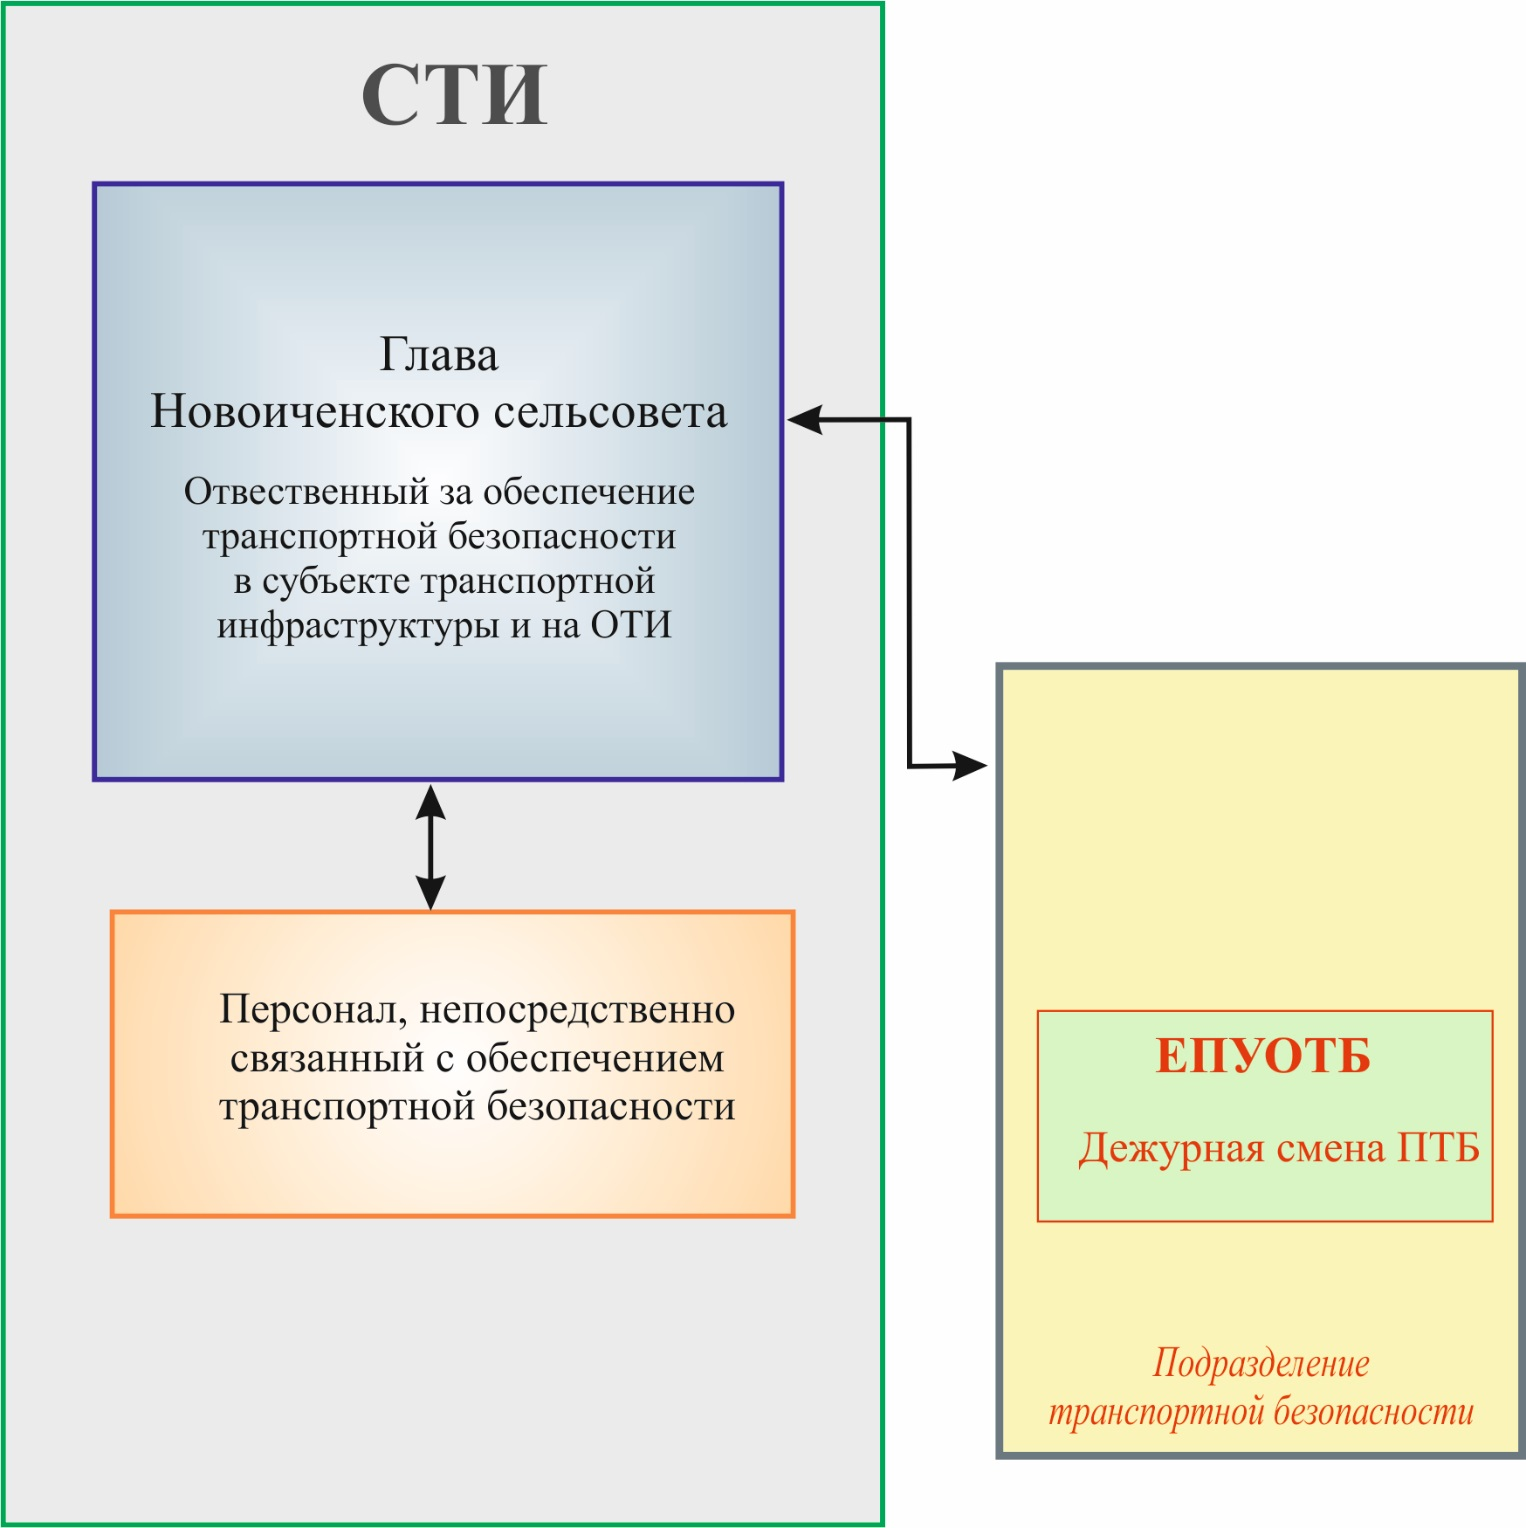 СТИ
Глава
Новоиченского сельсовета
Отвественный за обеспечение
транспортной безопасности
в субъекте транспортной
инфраструктуры и на ОТИ
Персонал, непосредственно
связанный с обеспечением
транспортной безопасности
ЕПУОТБ
Дежурная смена ПТБ
Подразделение
транспортной безопасности